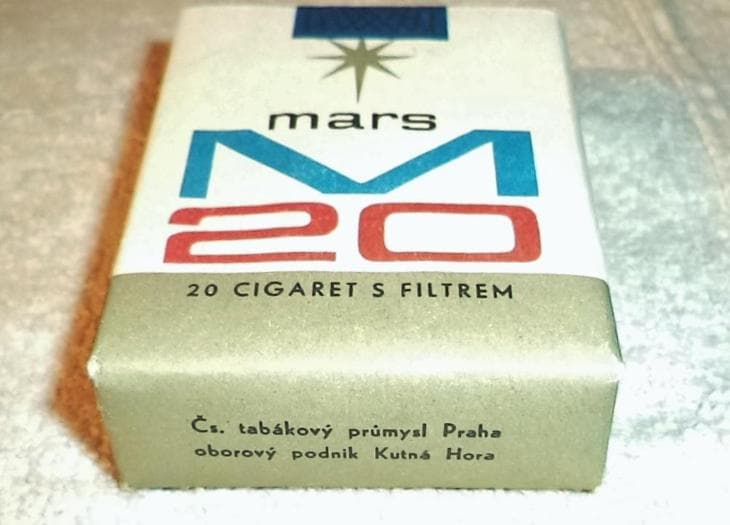 mars
M
20
20 CIGARET S FILTREM
Čs. tabákový průmysl Praha
oborový podnik Kutná Hora